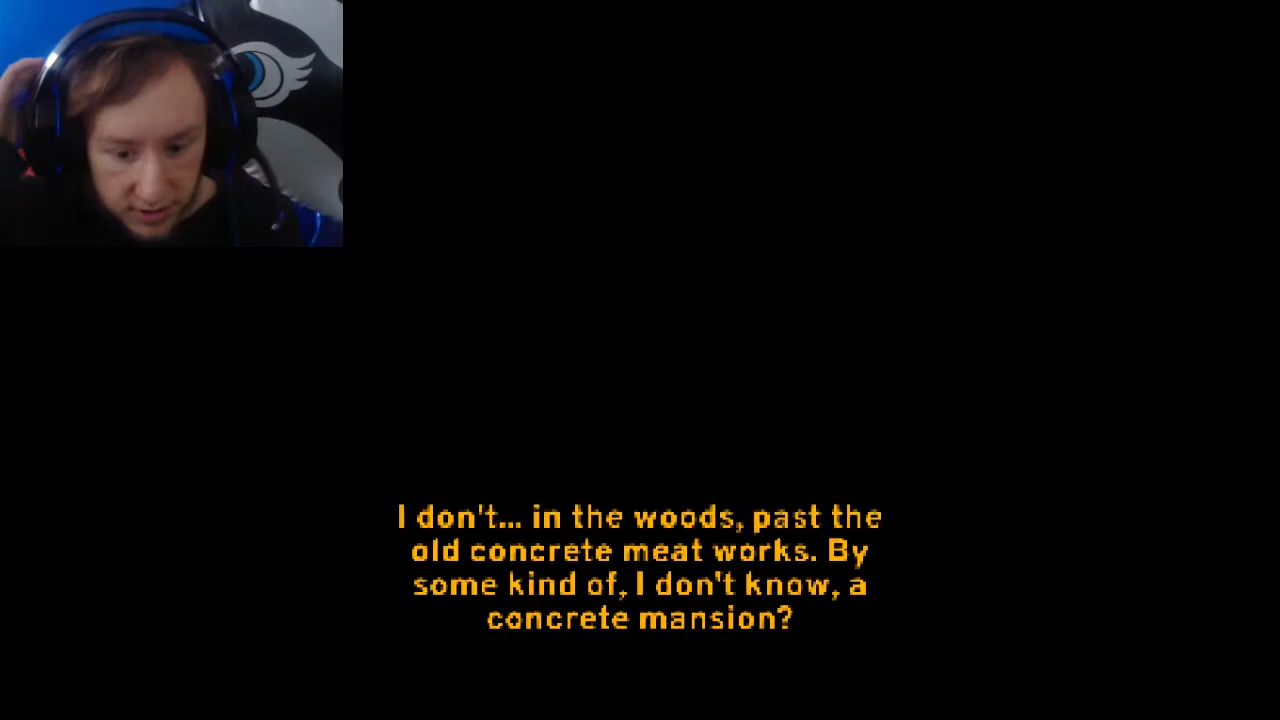 I don't... in the woods, past the
old concrete meat works. By
some kind of, I don't know, a
concrete mansion?